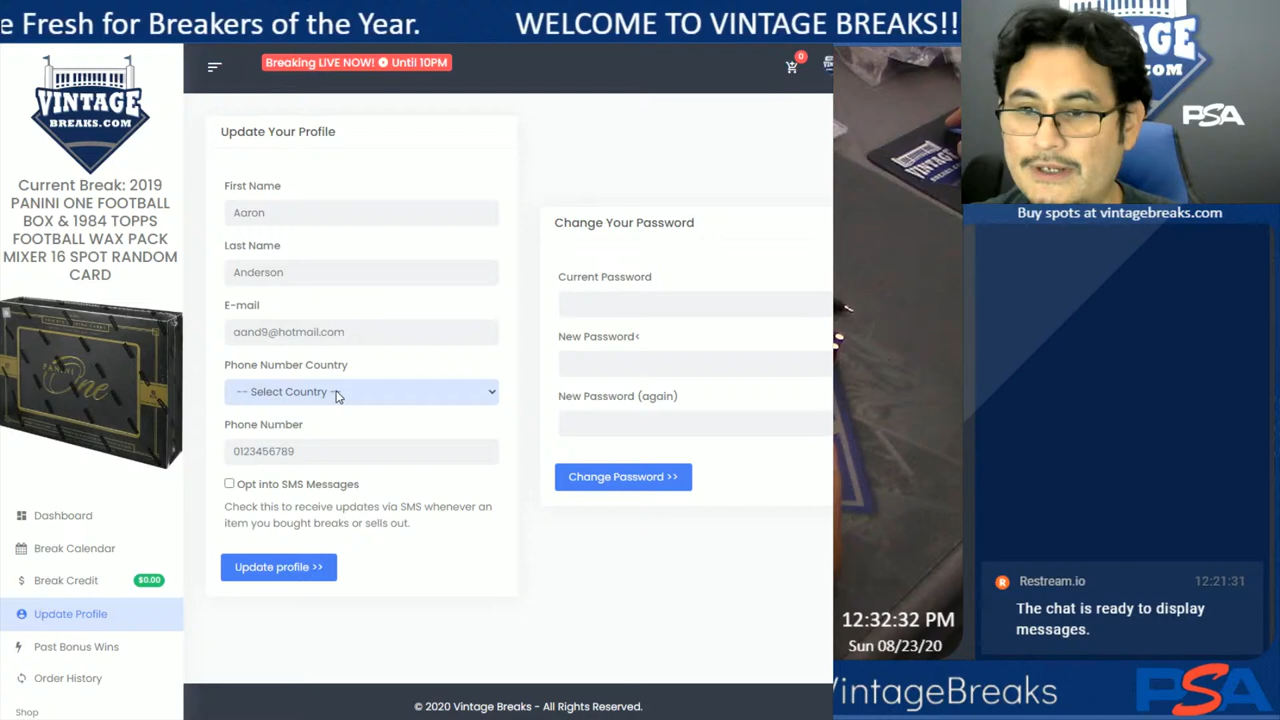 e Fresh for Breakers of the Year. WELCOME TO VINTAGE BREAKS!!
VINTAGE
BREAKS.COM
Current Break: 2019
PANINI ONE FOOTBALL
BOX & 1984 TOPPS
FOOTBALL WAX PACK
MIXER 16 SPOT RANDOM
CARD
PANINI
One
Dashboard
Break Calendar
Break Credit $0.00
Update Profile
Past Bonus Wins
Order History
Shop
Breaking LIVE NOW! Until 10PM
0
Update Your Profile
First Name
Aaron
Last Name
Anderson
E-mail
aand9@hotmail.com
Phone Number Country
-- Select Country --
Phone Number
0123456789
Opt into SMS Messages
Check this to receive updates via SMS whenever an
item you bought breaks or sells out.
Update profile >>
Change Your Password
Current Password
New Password<
New Password (again)
Change Password >>
© 2020 Vintage Breaks - All Rights Reserved.
AGE
S.COM
PSA
Buy spots at vintagebreaks.com
Restream.io 12:21:31
The chat is ready to display
messages.
12:32:32 PM
Sun 08/23/20
VintageBreaks
PSA